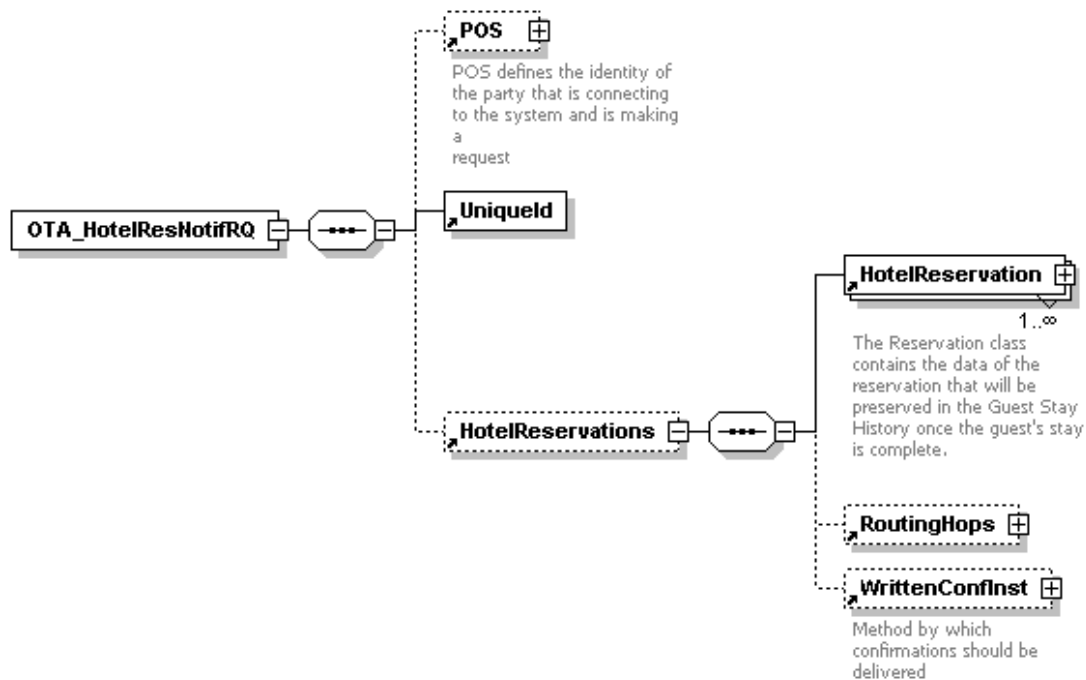 POS
POS defines the identity of
the party that is connecting
to the system and is making
a
request
UniqueId
OTA_HotelResNotifRQ
HotelReservation
1..∞
The Reservation class
contains the data of the
reservation that will be
preserved in the Guest Stay
History once the guest's stay
is complete.
HotelReservations
RoutingHops
WrittenConfInst
Method by which
confirmations should be
delivered